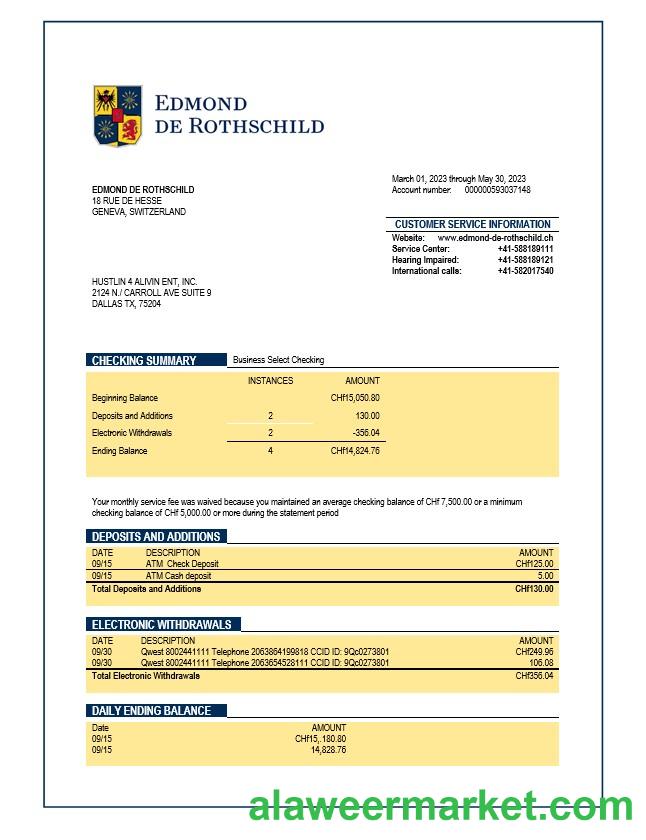 EDMOND
DE ROTHSCHILD
March 01, 2023 through May 30, 2023
Account number: 000000593037148
EDMOND DE ROTHSCHILD
18 RUE DE HESSE
GENEVA, SWITZERLAND
CUSTOMER SERVICE INFORMATION
Website: www.edmond-de-rothschild.ch
Service Center: +41-588189111
Hearing Impaired: +41-588189121
International calls: +41-582017540
HUSTLIN 4 ALIVIN ENT, INC.
2124 N./ CARROLL AVE SUITE 9
DALLAS TX, 75204
CHECKING SUMMARY Business Select Checking
INSTANCES AMOUNT
Beginning Balance CHf15,050.80
Deposits and Additions 2 130.00
Electronic Withdrawals 2 -356.04
Ending Balance 4 CHf14,824.76
Your monthly service fee was waived because you maintained an average checking balance of CHf 7,500.00 or a minimum
checking balance of CHf 5,000.00 or more during the statement period
DEPOSITS AND ADDITIONS
DATE DESCRIPTION AMOUNT
09/15 ATM Check Deposit CHf125.00
09/15 ATM Cash deposit 5.00
Total Deposits and Additions CHf130.00
ELECTRONIC WITHDRAWALS
DATE DESCRIPTION AMOUNT
09/30 Qwest 8002441111 Telephone 2063864199818 CCID ID: 9Qc0273801 CHf249.96
09/30 Qwest 8002441111 Telephone 2063654528111 CCID ID: 9Qc0273801 106.08
Total Electronic Withdrawals CHf356.04
DAILY ENDING BALANCE
Date AMOUNT
09/15 CHf15,.180.80
09/15 14,828.76
alaweermarket.com